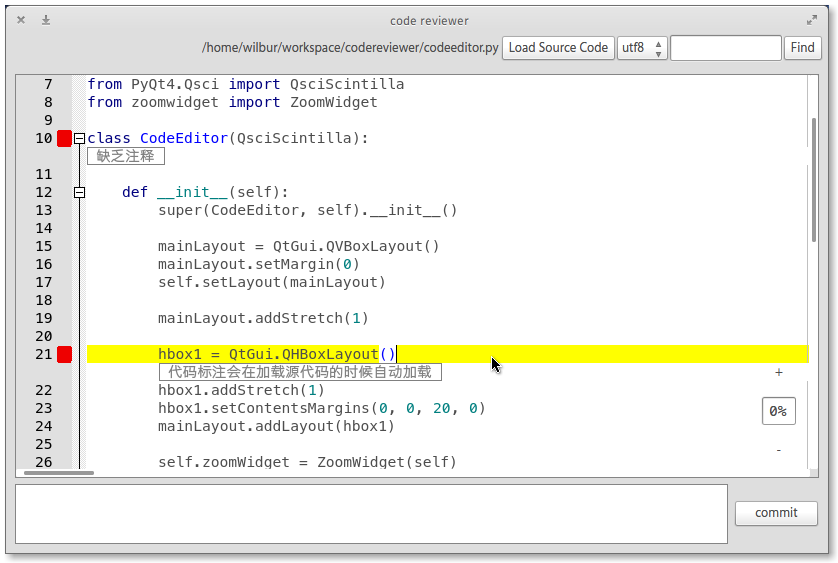 code reviewer
/home/wilbur/workspace/codereviewer/codeeditor.py Load Source Code utf8 Find
7 from PyQt4.Qsci import QsciScintilla
8 from zoomwidget import ZoomWidget
9
10 class CodeEditor(QsciScintilla):
缺乏注释
11
12 def __init__(self):
13 super(CodeEditor, self).__init__()
14
15 mainLayout = QtGui.QVBoxLayout()
16 mainLayout.setMargin(0)
17 self.setLayout(mainLayout)
18
19 mainLayout.addStretch(1)
20
21 hbox1 = QtGui.QHBoxLayout()
代码标注会在加载源代码的时候自动加载 +
22 hbox1.addStretch(1)
23 hbox1.setContentsMargins(0, 0, 20, 0)
0%
24 mainLayout.addLayout(hbox1)
25
-
26 self.zoomWidget = ZoomWidget(self)
commit